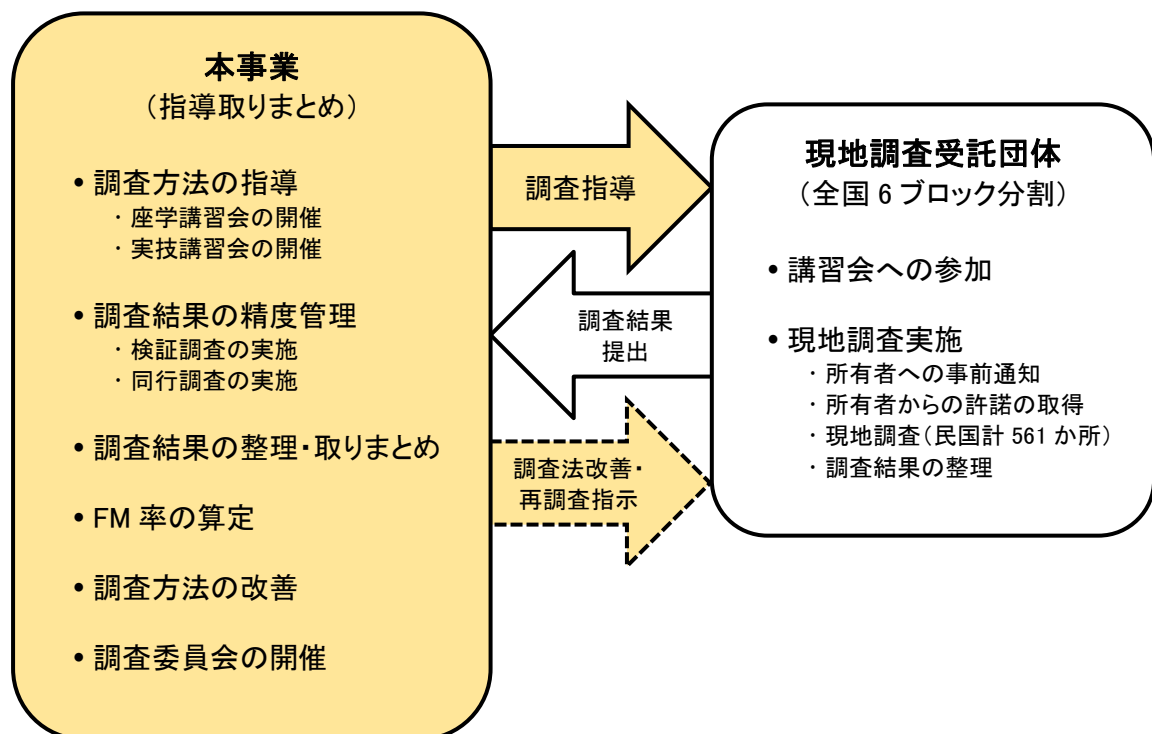 本事業
（指導取りまとめ）
• 調査方法の指導
・座学講習会の開催
・実技講習会の開催
• 調査結果の精度管理
・検証調査の実施
・同行調査の実施
• 調査結果の整理・取りまとめ
• FM 率の算定
• 調査方法の改善
• 調査委員会の開催
調査指導
調査結果
提出
調査法改善・
再調査指示
現地調査受託団体
（全国 6 ブロック分割）
• 講習会への参加
• 現地調査実施
・所有者への事前通知
・所有者からの許諾の取得
・現地調査（民国計 561 か所）
・調査結果の整理